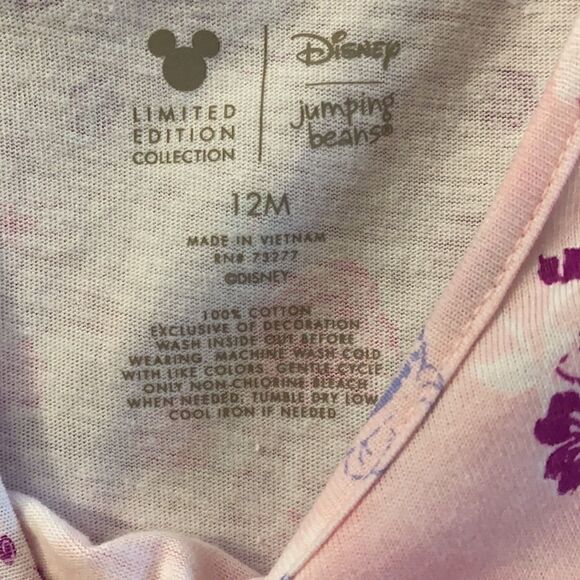 LIMITED
EDITION
COLLECTION
Disney
jumping
beans®
12M
MADE IN VIETNAM
RN# 73277
©DISNEY
100% COTTON
EXCLUSIVE OF DECORATION
WASH INSIDE OUT BEFORE
WEARING. MACHINE WASH COLD
WITH LIKE COLORS, GENTLE CYCLE.
ONLY NON-CHLORINE BLEACH
WHEN NEEDED. TUMBLE DRY LOW.
COOL IRON IF NEEDED.